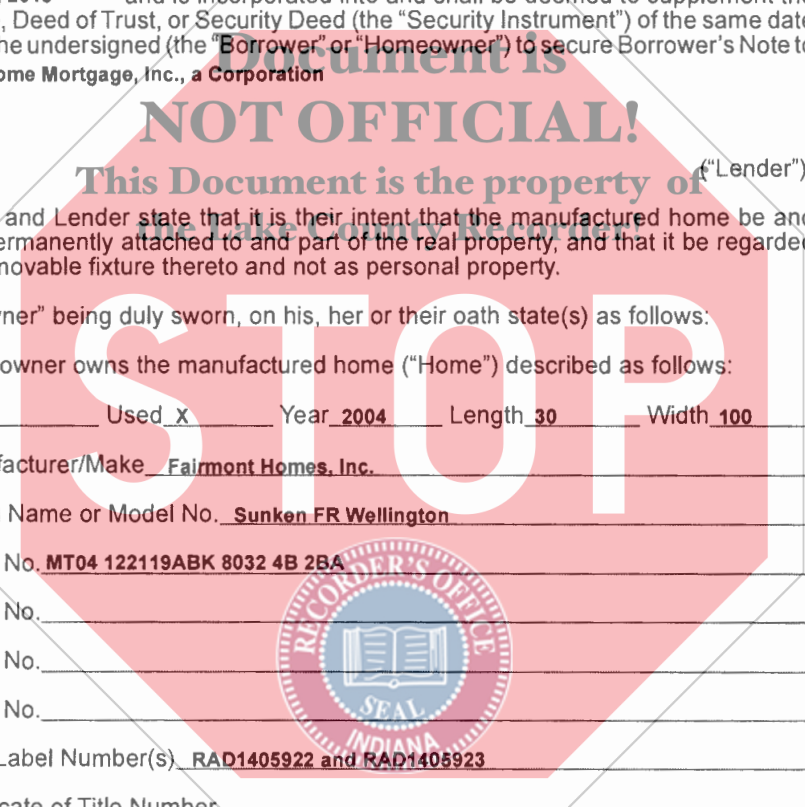 and is incorporated into and shall be deemed to supplement the
, Deed of Trust, or Security Deed (the “Security Instrument”) of the same date
he undersigned (the “Borrower” or “Homeowner”) to secure Borrower’s Note to
ome Mortgage, Inc., a Corporation
Document is
NOT OFFICIAL!
This Document is the property of
the Lake County Recorder!
(“Lender”)
and Lender state that it is their intent that the manufactured home be and
ermanently attached to and part of the real property, and that it be regarded
movable fixture thereto and not as personal property.
ner” being duly sworn, on his, her or their oath state(s) as follows:
owner owns the manufactured home (“Home”) described as follows:
STOP
Used X Year 2004 Length 30 Width 100
facturer/Make Fairmont Homes, Inc.
Name or Model No. Sunken FR Wellington
No. MT04 122119ABK 8032 4B 2BA
No.
No.
No.
RECORDER'S OFFICE
SEAL
INDIANA
Label Number(s) RAD1405922 and RAD1405923
icate of Title Number